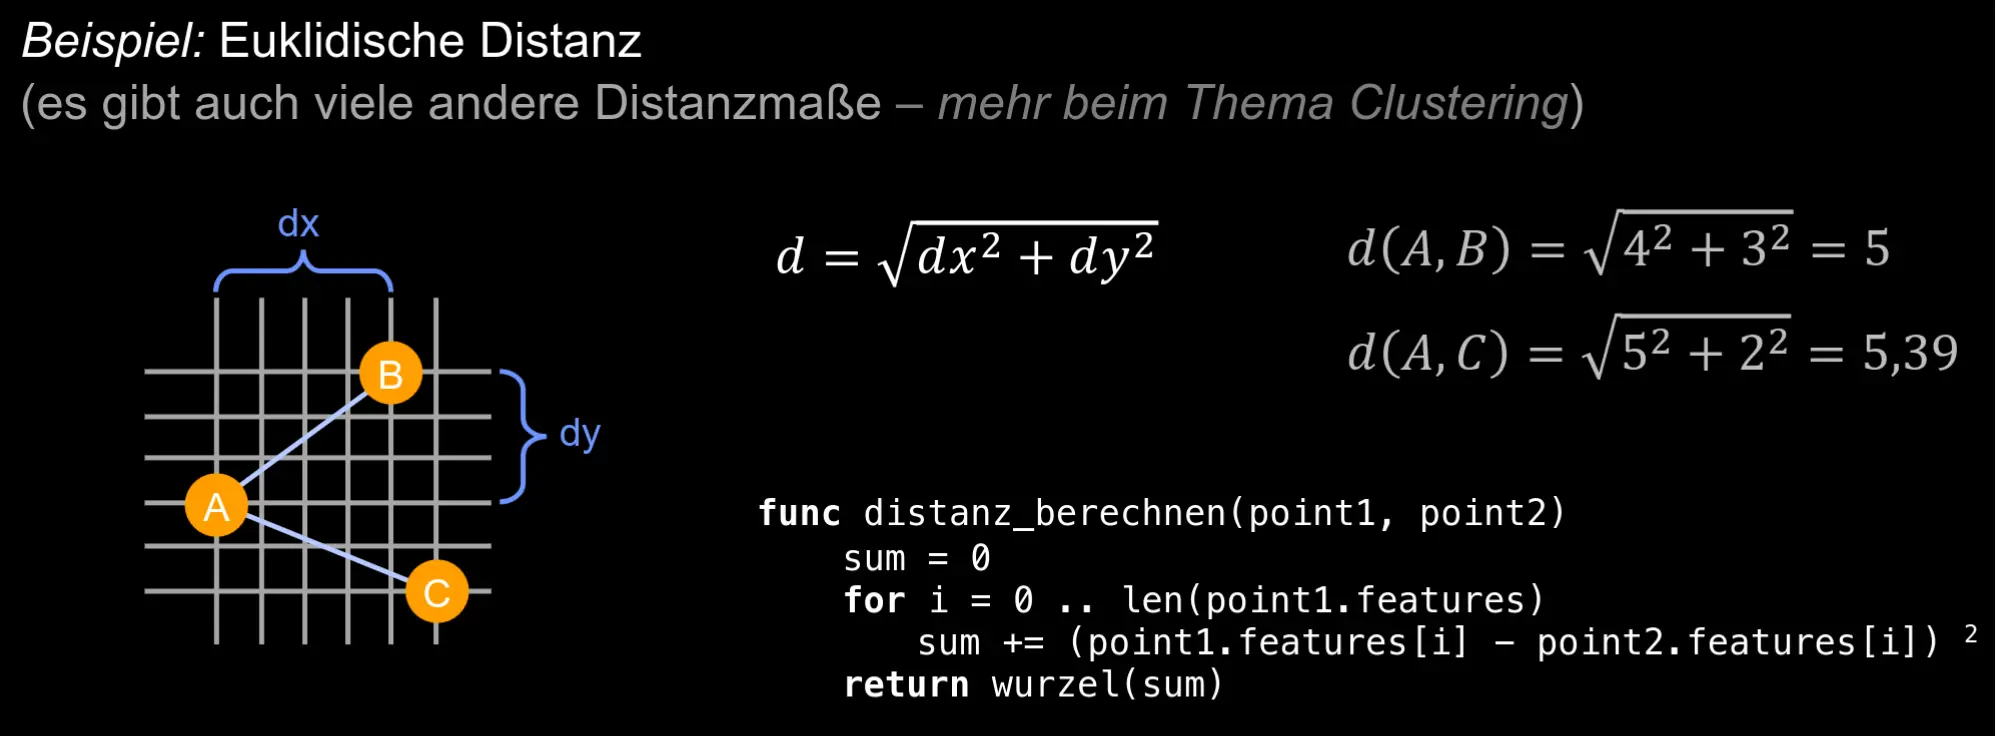 Beispiel: Euklidische Distanz
(es gibt auch viele andere Distanzmaße – mehr beim Thema Clustering)
dx
B
dy
A
C
d = √(dx² + dy²)
d(A, B) = √(4² + 3²) = 5
d(A, C) = √(5² + 2²) = 5,39
func distanz_berechnen(point1, point2)
    sum = 0
    for i = 0 .. len(point1.features)
        sum += (point1.features[i] - point2.features[i]) ²
    return wurzel(sum)